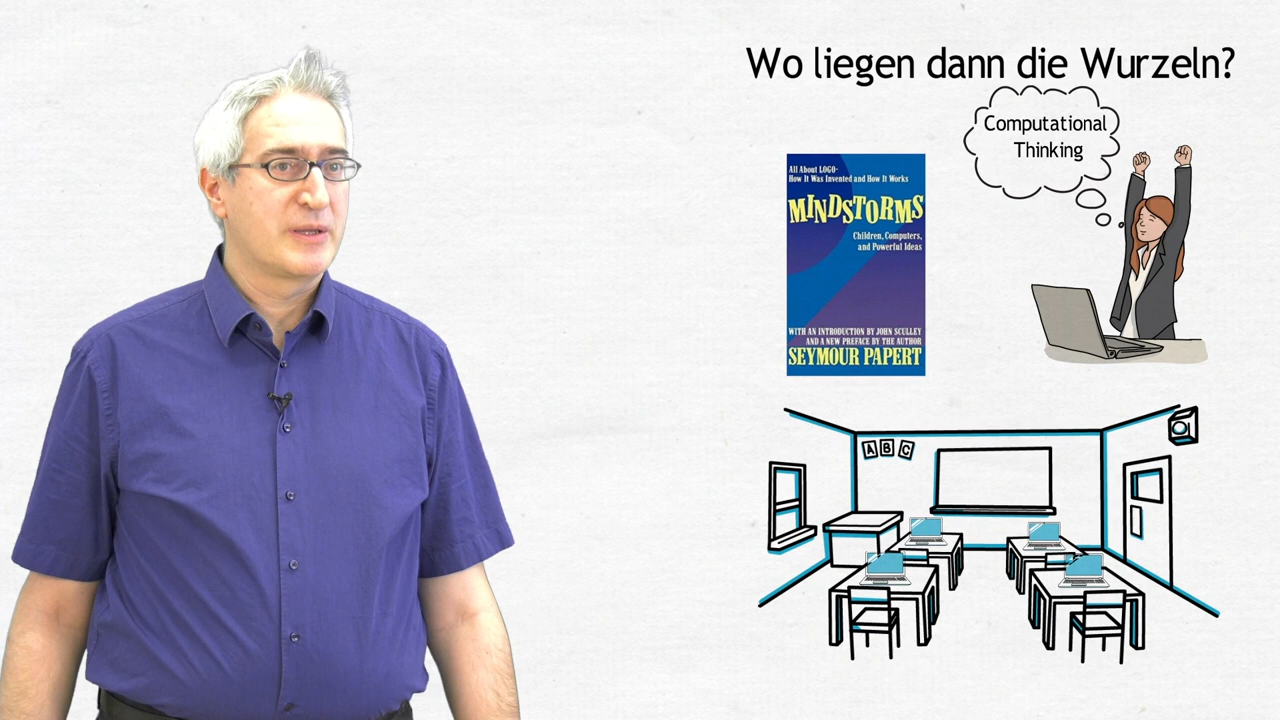 Wo liegen dann die Wurzeln?
Computational
Thinking
All About LOGO-
How It Was Invented and How It Works
MINDSTORMS
Children, Computers,
and Powerful Ideas
WITH AN INTRODUCTION BY JOHN SCULLEY
AND A NEW PREFACE BY THE AUTHOR
SEYMOUR PAPERT
A B C